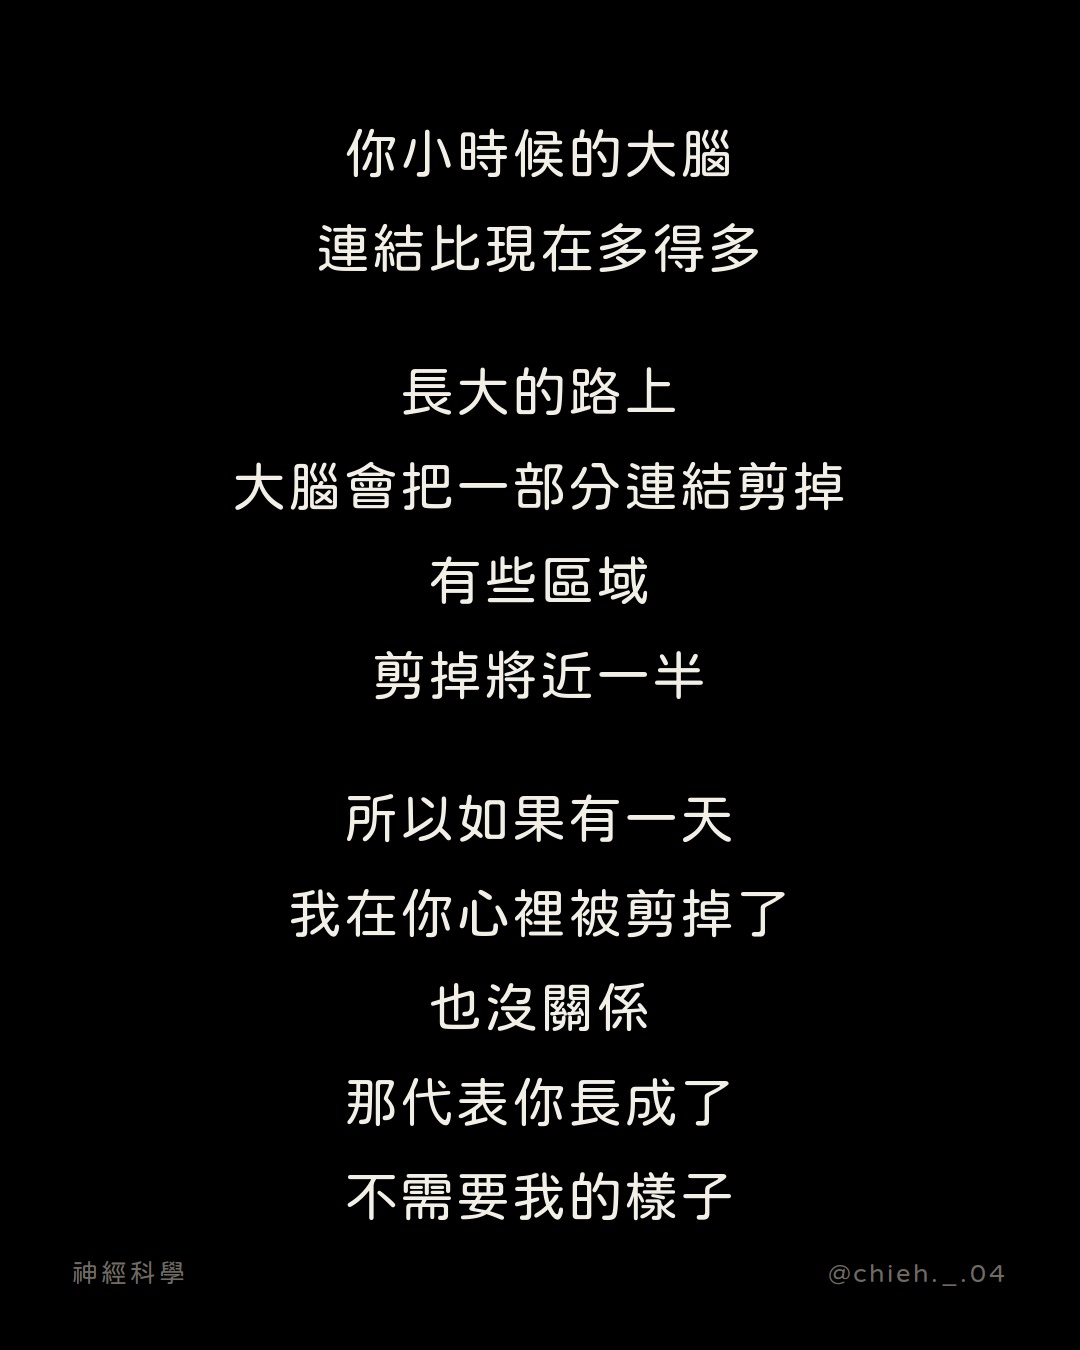 你小時候的大腦
連結比現在多得多
長大的路上
大腦會把一部分連結剪掉
有些區域
剪掉將近一半
所以如果有一天
我在你心裡被剪掉了
也沒關係
那代表你長成了
不需要我的樣子
神經科學
@chieh._.04